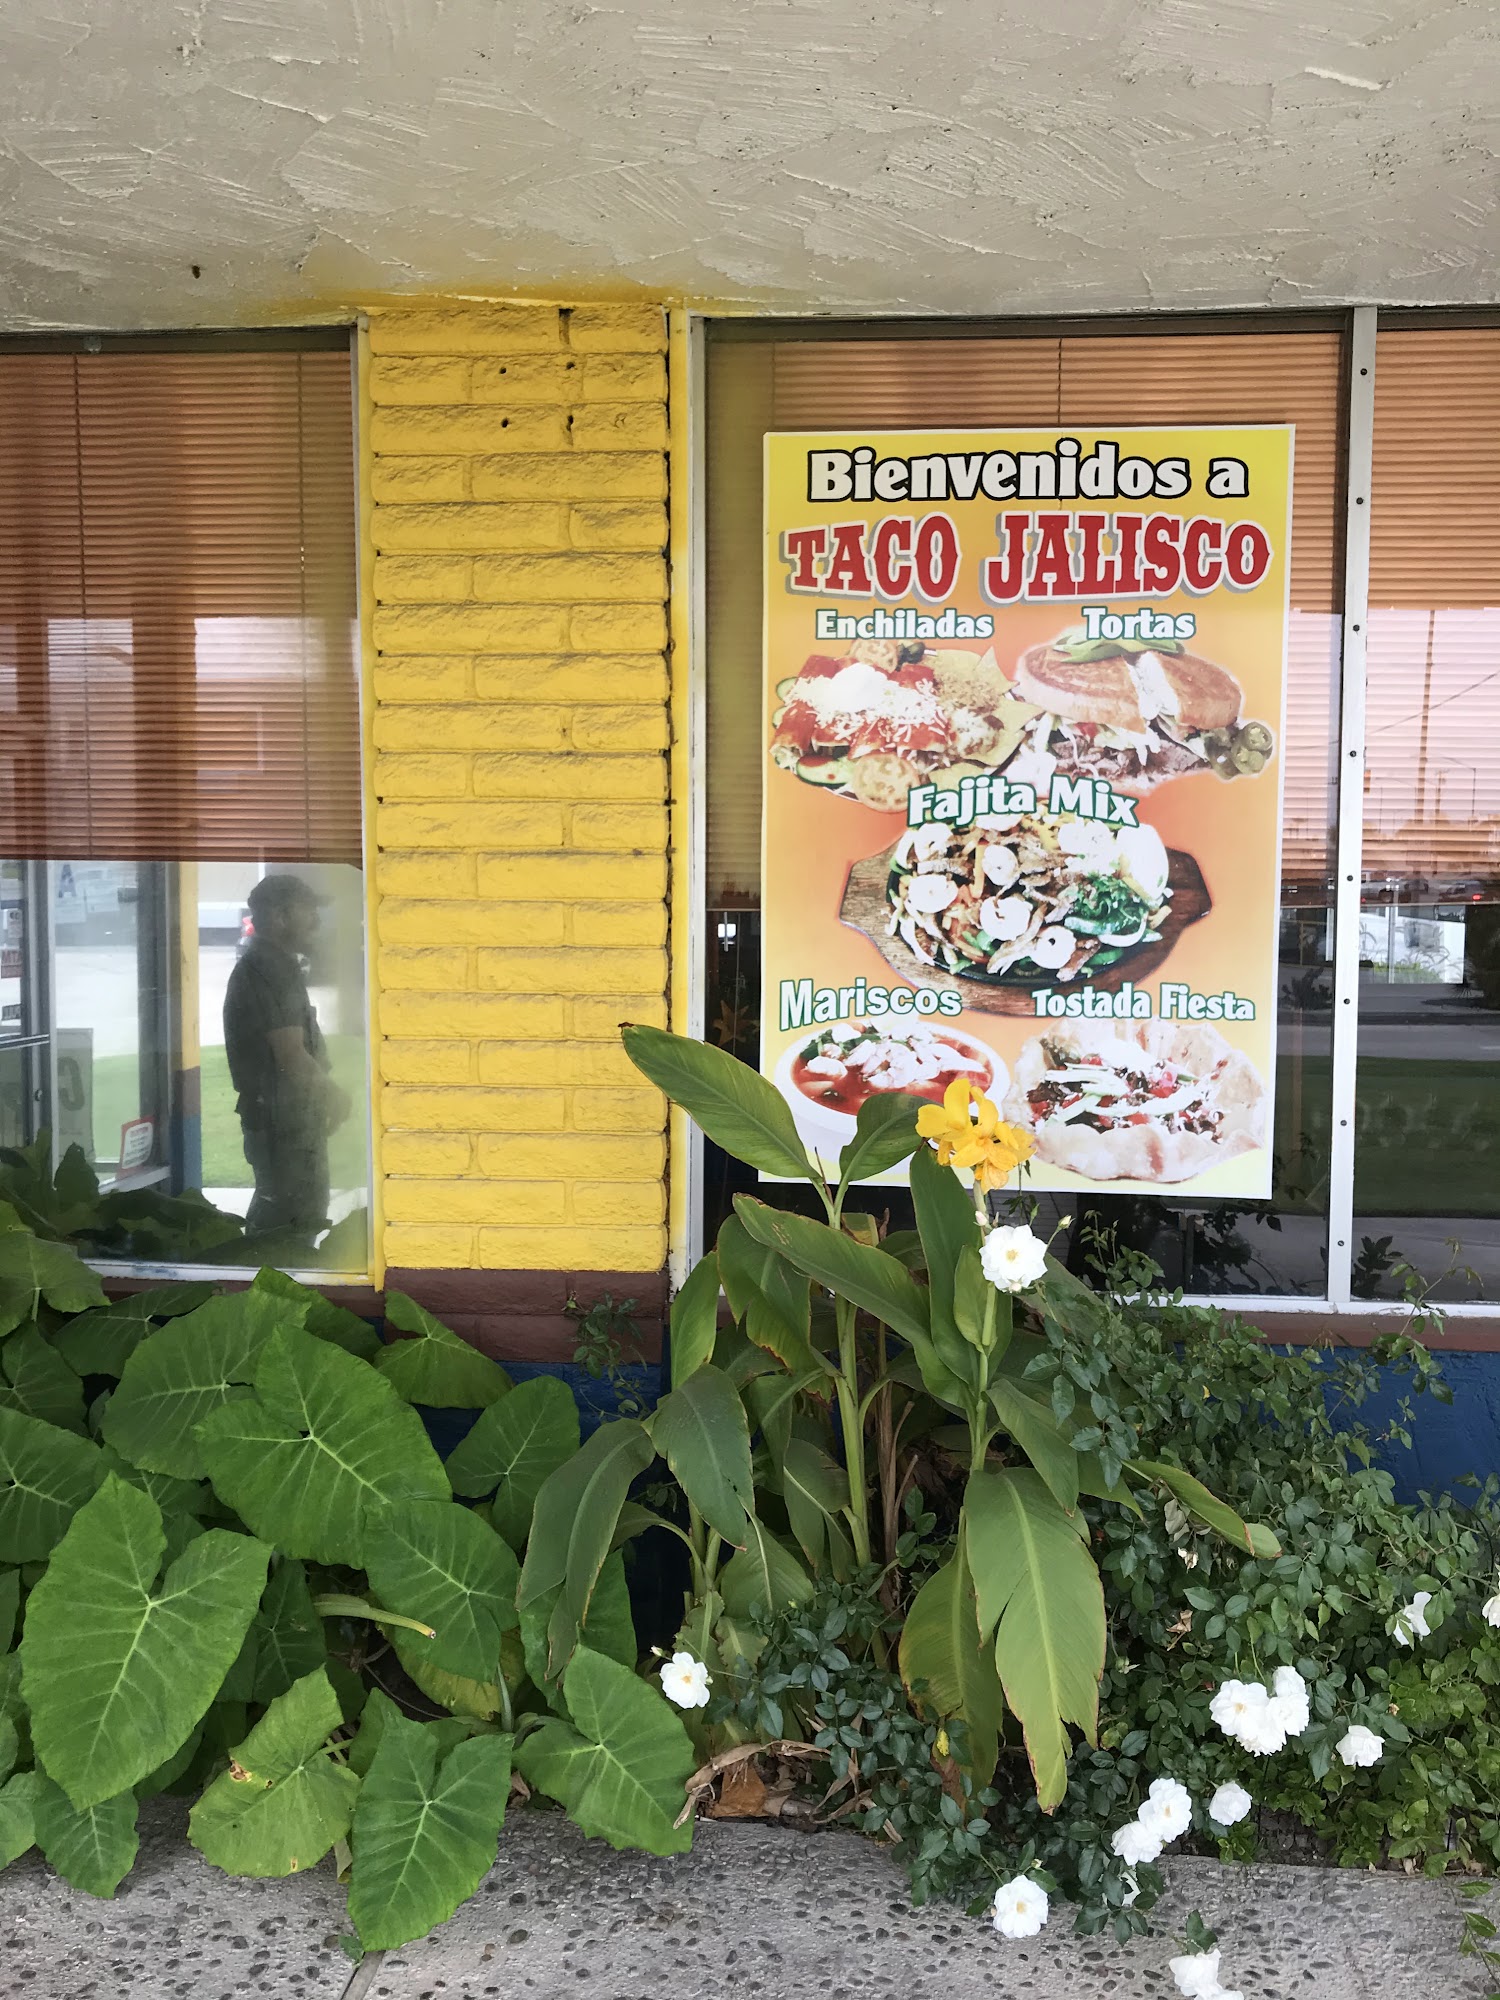 Bienvenidos a
TACO JALISCO
Enchiladas Tortas
Fajita Mix
Mariscos Tostada Fiesta
A